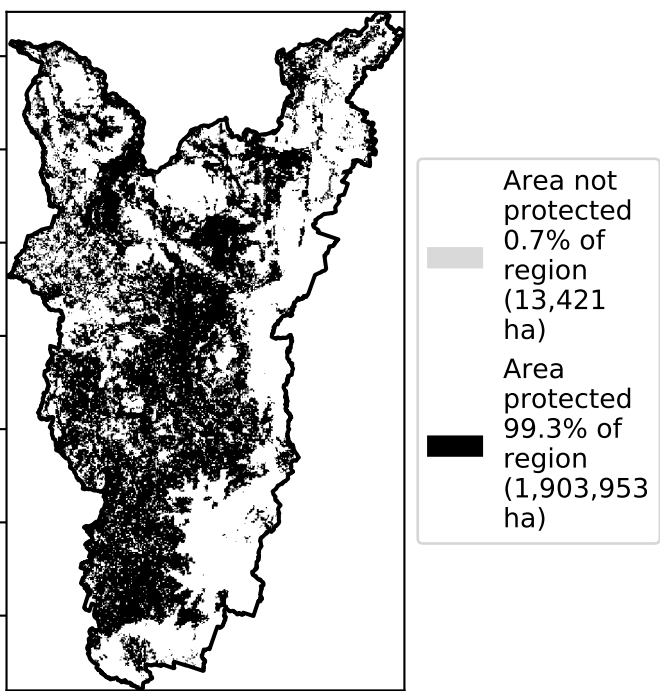 Area not
protected
0.7% of
region
(13,421
ha)
Area
protected
99.3% of
region
(1,903,953
ha)